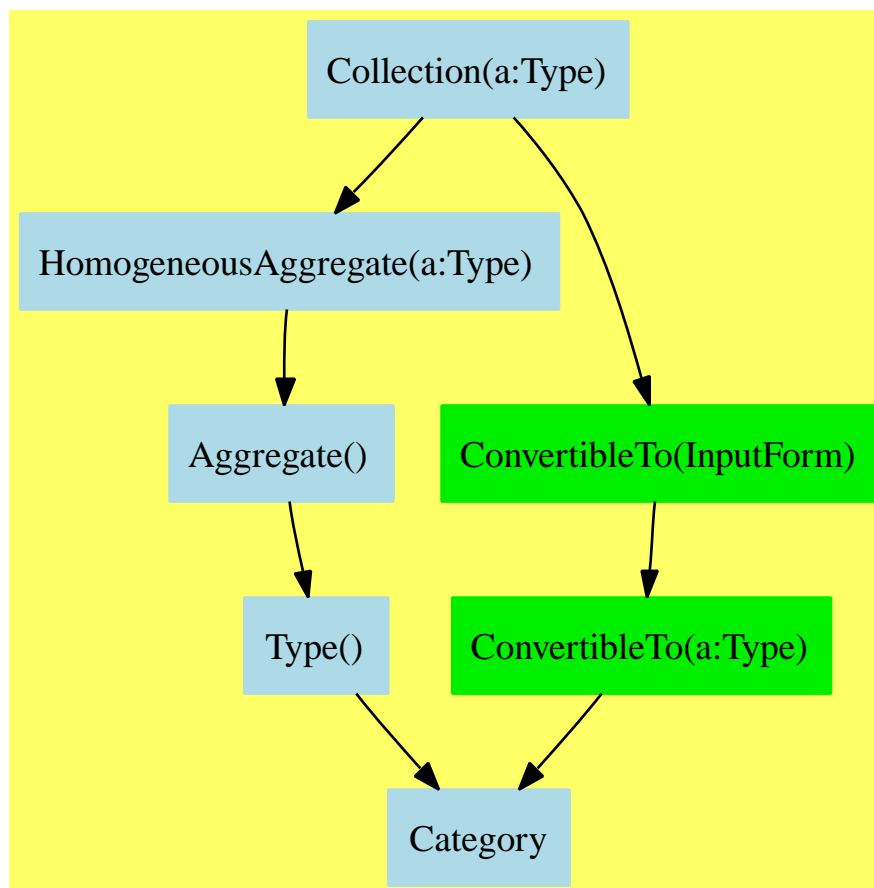 Collection(a:Type)
HomogeneousAggregate(a:Type)
Aggregate()
ConvertibleTo(InputForm)
Type()
ConvertibleTo(a:Type)
Category